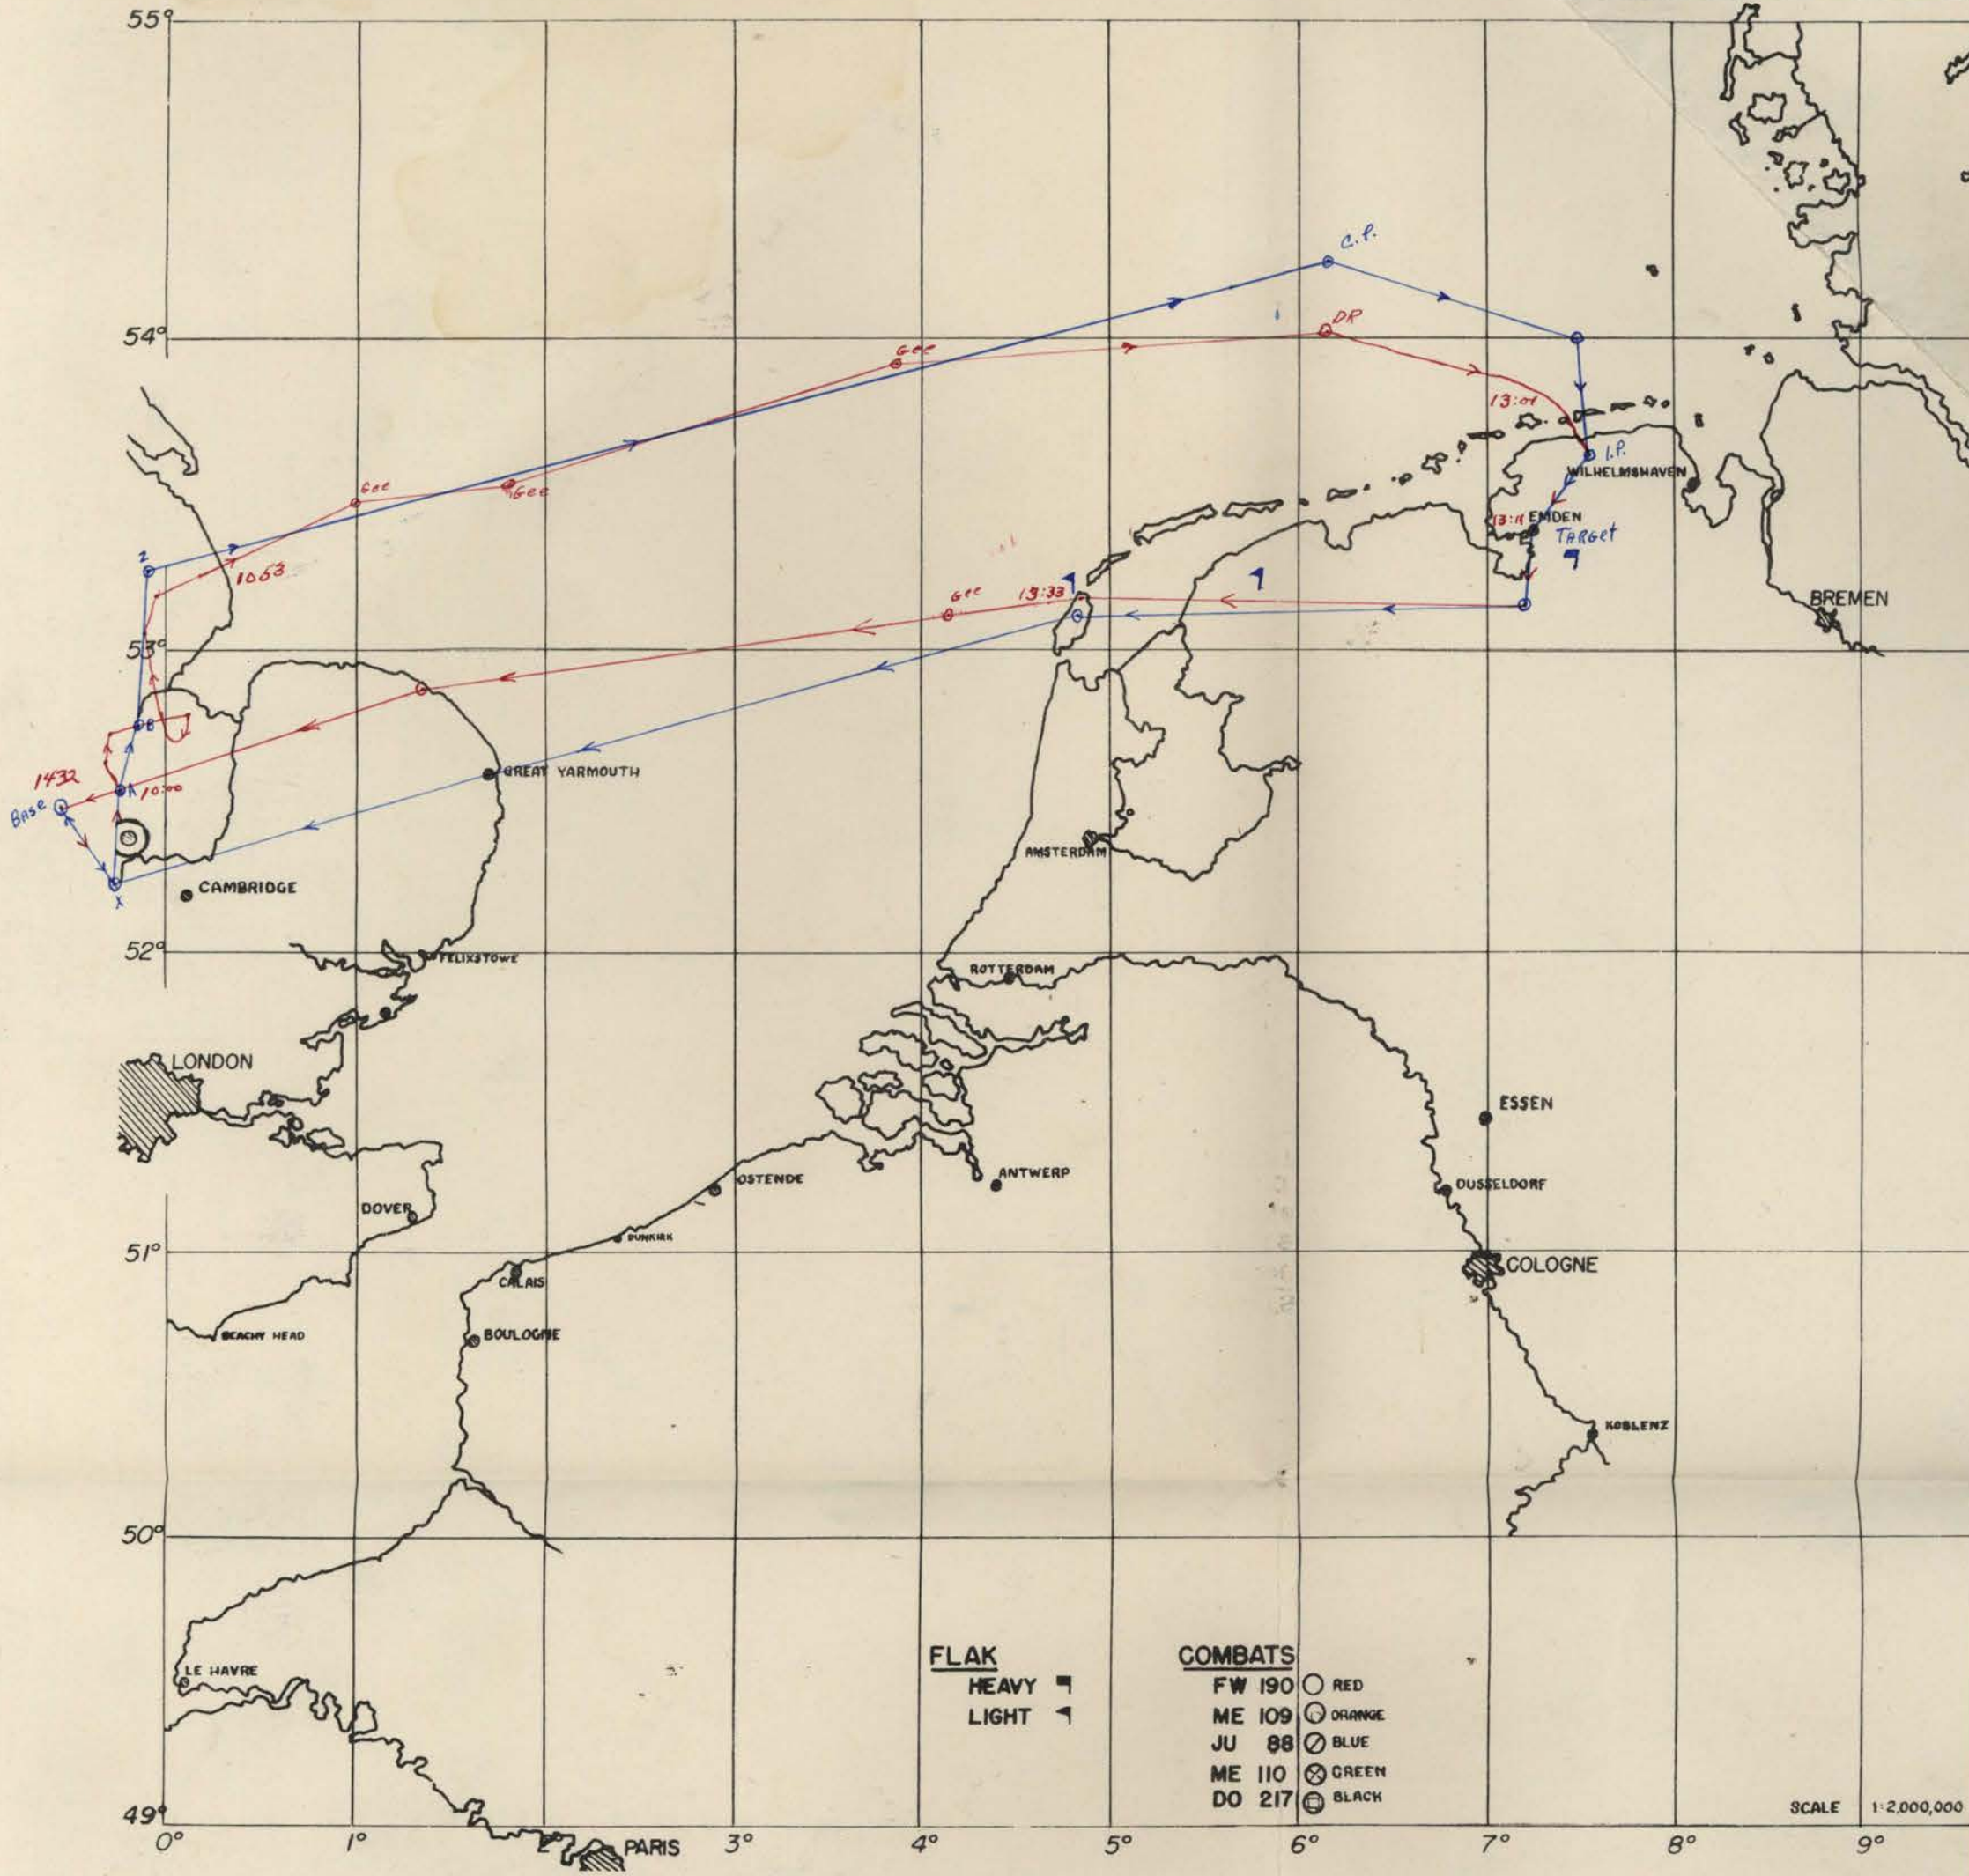 55°
C.P.
54°
DR
Gee
13:01
I.P.
WILHELMSHAVEN
Gee
Gee
13:11 EMDEN
TARGet
Z
1053
Gee
13:33
BREMEN
53°
B
GREAT YARMOUTH
1432
A
10:00
BASe
AMSTERDAM
CAMBRIDGE
X
52°
FELIXSTOWE
ROTTERDAM
LONDON
ESSEN
ANTWERP
OSTENDE
DUSSELDORF
DOVER
DUNKIRK
51°
COLOGNE
CALAIS
BEACHY HEAD
BOULOGNE
KOBLENZ
50°
FLAK
HEAVY
LIGHT
COMBATS
FW 190 RED
ME 109 ORANGE
JU 88 BLUE
ME 110 GREEN
DO 217 BLACK
LE HAVRE
SCALE 1:2,000,000
49°
0° 1° 2° 3° 4° 5° 6° 7° 8° 9°
PARIS